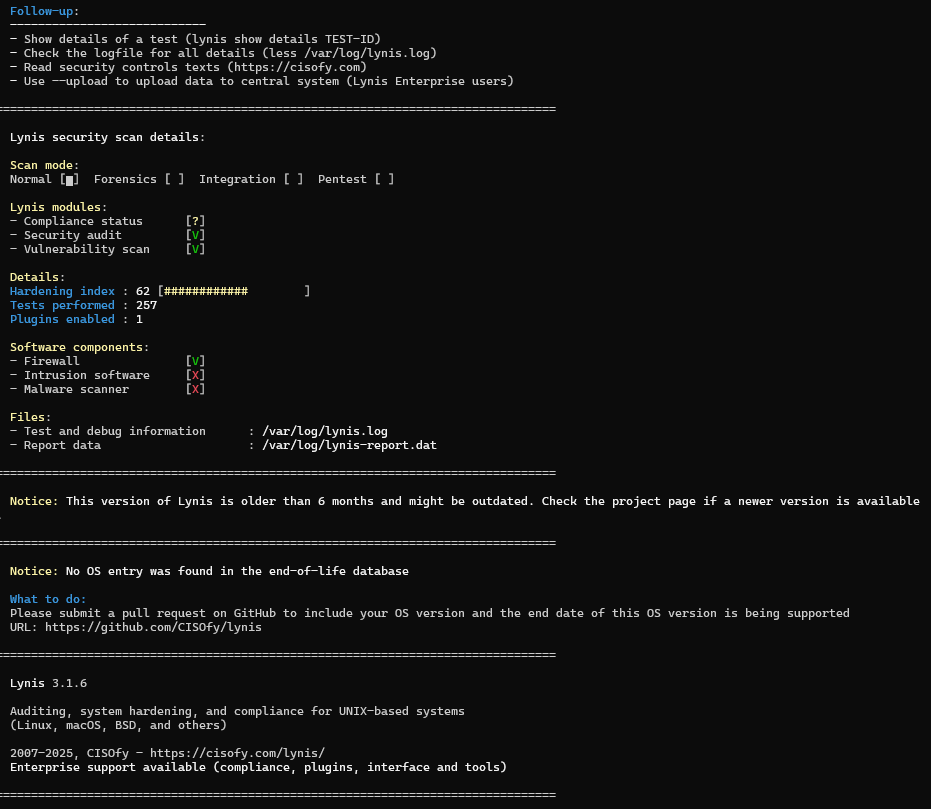 Follow-up:
----------------------------
- Show details of a test (lynis show details TEST-ID)
- Check the logfile for all details (less /var/log/lynis.log)
- Read security controls texts (https://cisofy.com)
- Use --upload to upload data to central system (Lynis Enterprise users)
================================================================================
Lynis security scan details:
Scan mode:
Normal [■]  Forensics [ ]  Integration [ ]  Pentest [ ]
Lynis modules:
- Compliance status      [?]
- Security audit         [V]
- Vulnerability scan     [V]
Details:
Hardening index : 62 [############        ]
Tests performed : 257
Plugins enabled : 1
Software components:
- Firewall               [V]
- Intrusion software     [X]
- Malware scanner        [X]
Files:
- Test and debug information      : /var/log/lynis.log
- Report data                     : /var/log/lynis-report.dat
================================================================================
Notice: This version of Lynis is older than 6 months and might be outdated. Check the project page if a newer version is available
.
================================================================================
Notice: No OS entry was found in the end-of-life database
What to do:
Please submit a pull request on GitHub to include your OS version and the end date of this OS version is being supported
URL: https://github.com/CISOfy/lynis
================================================================================
Lynis 3.1.6
Auditing, system hardening, and compliance for UNIX-based systems
(Linux, macOS, BSD, and others)
2007-2025, CISOfy - https://cisofy.com/lynis/
Enterprise support available (compliance, plugins, interface and tools)
================================================================================